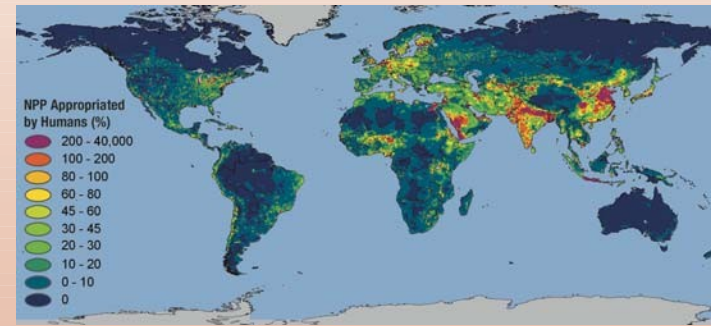 NPP Appropriated
by Humans (%)
200 - 40,000
100 - 200
80 - 100
60 - 80
45 - 60
30 - 45
20 - 30
10 - 20
0 - 10
0